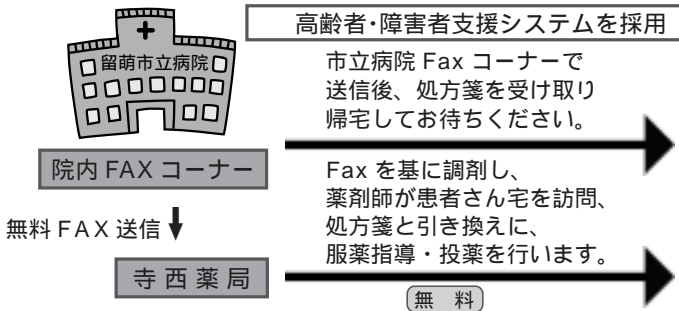 高齢者・障害者支援システムを採用
留萌市立病院
市立病院 Fax コーナーで
送信後、処方箋を受け取り
帰宅してお待ちください。
院内 FAX コーナー
Fax を基に調剤し、
薬剤師が患者さん宅を訪問、
処方箋と引き換えに、
服薬指導・投薬を行います。
無料 FAX 送信
寺西薬局
無 料